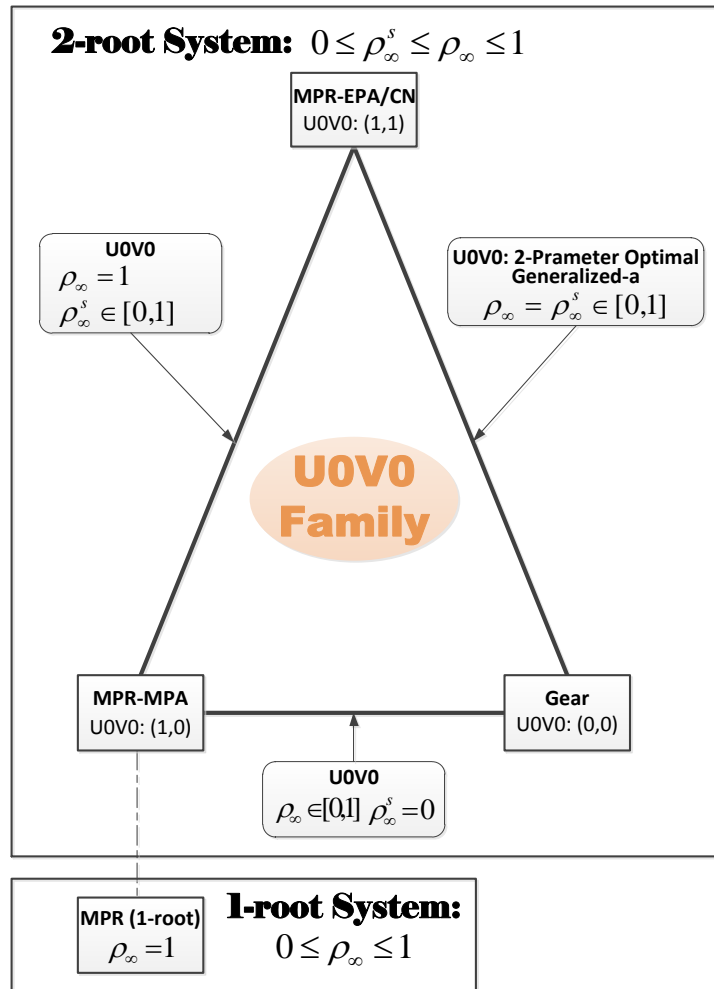 2-root System: 0 ≤ ρ∞^s ≤ ρ∞ ≤ 1
MPR-EPA/CN
U0V0: (1,1)
U0V0
ρ∞ = 1
ρ∞^s ∈ [0,1]
U0V0: 2-Prameter Optimal
Generalized-a
ρ∞ = ρ∞^s ∈ [0,1]
U0V0
Family
MPR-MPA
U0V0: (1,0)
Gear
U0V0: (0,0)
U0V0
ρ∞ ∈ [0,1] ρ∞^s = 0
MPR (1-root)
ρ∞ = 1
1-root System:
0 ≤ ρ∞ ≤ 1